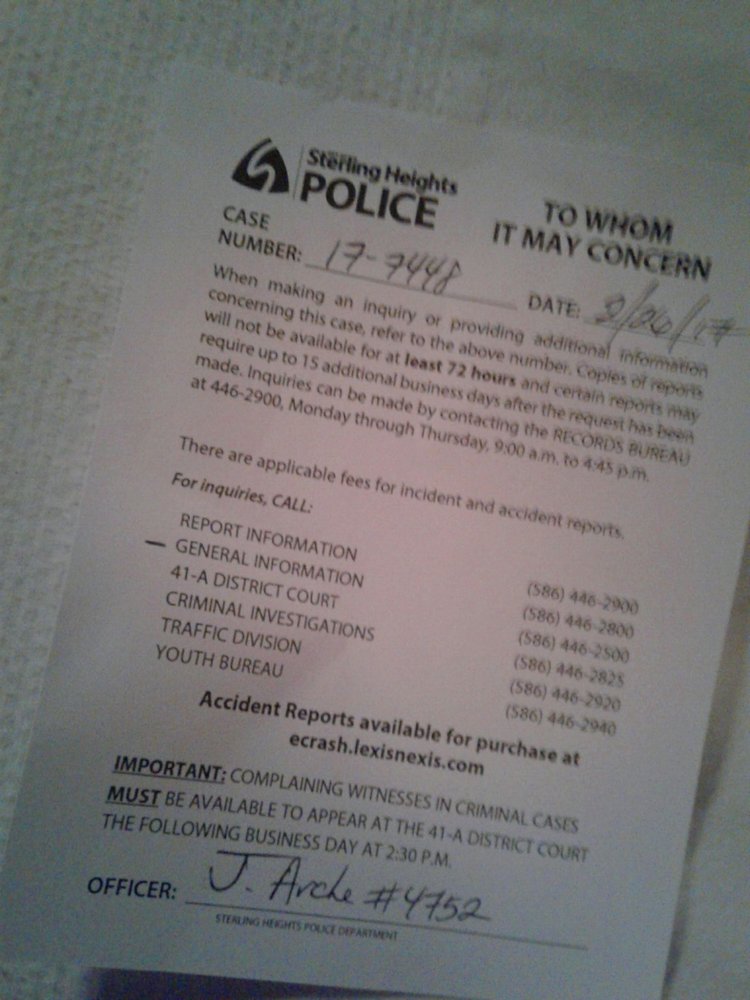 Sterling Heights
POLICE
TO WHOM
IT MAY CONCERN
CASE
NUMBER: 17-7448
DATE: 2/26/17
When making an inquiry or providing additional information
concerning this case, refer to the above number. Copies of reports
will not be available for at least 72 hours and certain reports may
require up to 15 additional business days after the request has been
made. Inquiries can be made by contacting the RECORDS BUREAU
at 446-2900, Monday through Thursday, 9:00 a.m. to 4:45 p.m.
There are applicable fees for incident and accident reports.
For inquiries, CALL:
REPORT INFORMATION (586) 446-2900
GENERAL INFORMATION (586) 446-2800
41-A DISTRICT COURT (586) 446-2500
CRIMINAL INVESTIGATIONS (586) 446-2825
TRAFFIC DIVISION (586) 446-2920
YOUTH BUREAU (586) 446-2940
Accident Reports available for purchase at
ecrash.lexisnexis.com
IMPORTANT: COMPLAINING WITNESSES IN CRIMINAL CASES
MUST BE AVAILABLE TO APPEAR AT THE 41-A DISTRICT COURT
THE FOLLOWING BUSINESS DAY AT 2:30 P.M.
OFFICER: J. Arche #4752
STERLING HEIGHTS POLICE DEPARTMENT